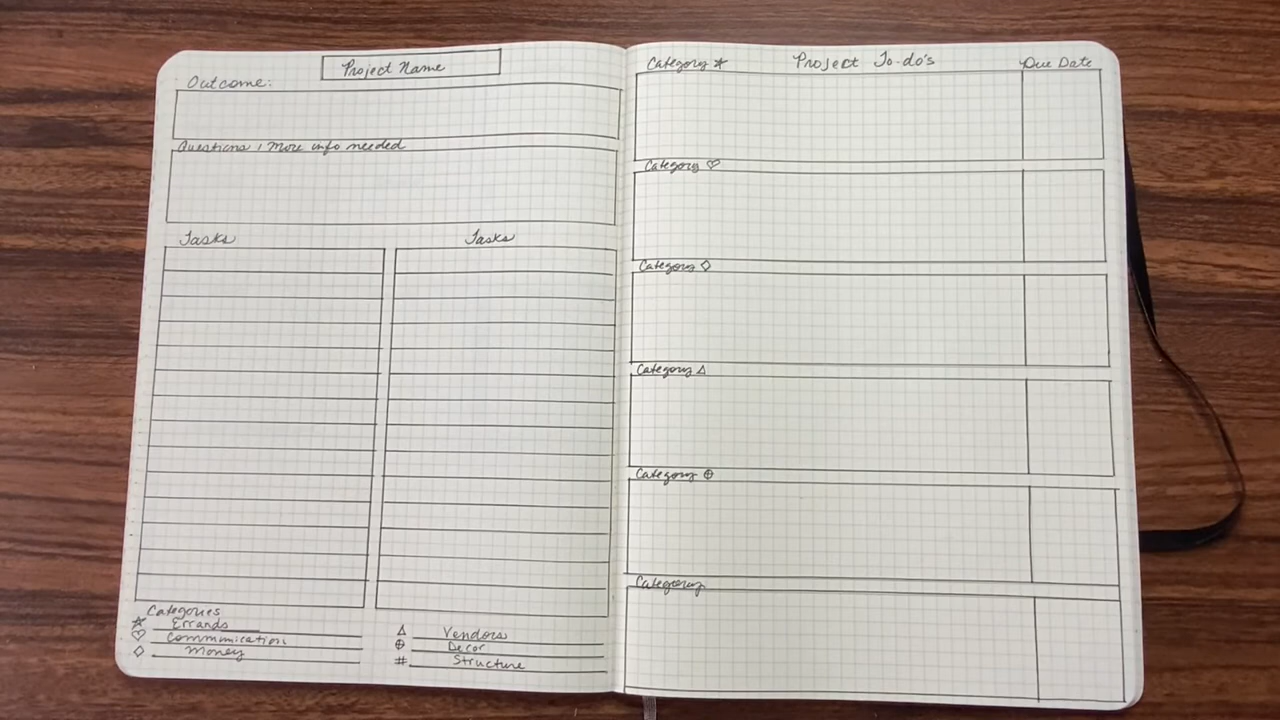 Project Name
Outcome:
Questions / More info needed
Tasks
Tasks
Categories
☆ Errands
♡ Communication
◇ Money
△ Vendors
⊕ Decor
# Structure
Project To-do's
Category ☆
Due Date
Category ♡
Category ◇
Category △
Category ⊕
Category